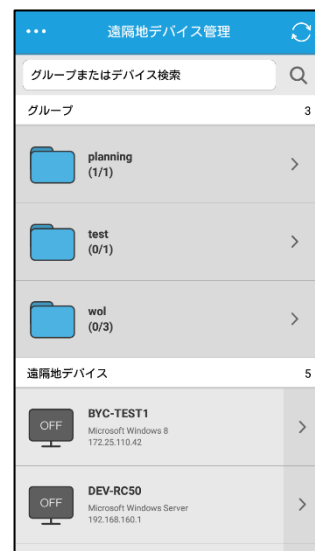 遠隔地デバイス管理
グループまたはデバイス検索
グループ 3
planning
(1/1)
test
(0/1)
wol
(0/3)
遠隔地デバイス 5
OFF
BYC-TEST1
Microsoft Windows 8
172.25.110.42
OFF
DEV-RC50
Microsoft Windows Server
192.168.160.1